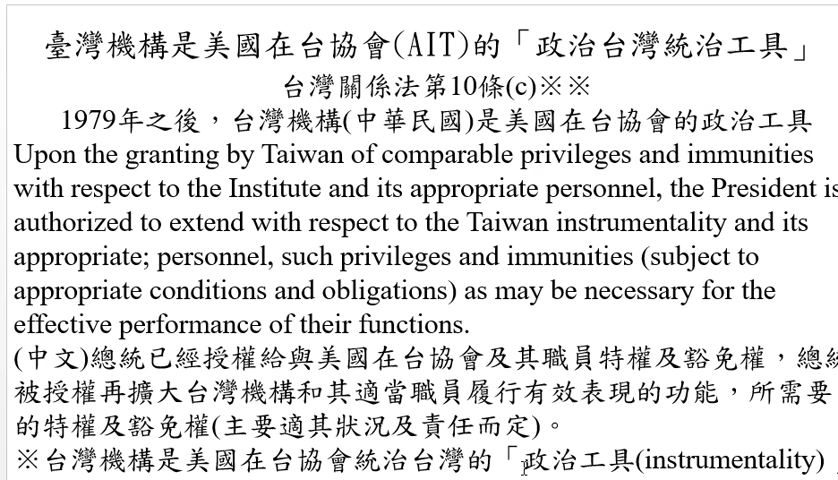 臺灣機構是美國在台協會(AIT)的「政治台灣統治工具」
台灣關係法第10條(c)※※
1979年之後，台灣機構(中華民國)是美國在台協會的政治工具
Upon the granting by Taiwan of comparable privileges and immunities
with respect to the Institute and its appropriate personnel, the President is
authorized to extend with respect to the Taiwan instrumentality and its
appropriate; personnel, such privileges and immunities (subject to
appropriate conditions and obligations) as may be necessary for the
effective performance of their functions.
(中文)總統已經授權給與美國在台協會及其職員特權及豁免權，總統
被授權再擴大台灣機構和其適當職員履行有效表現的功能，所需要
的特權及豁免權(主要適其狀況及責任而定)。
※台灣機構是美國在台協會統治台灣的「政治工具(instrumentality)